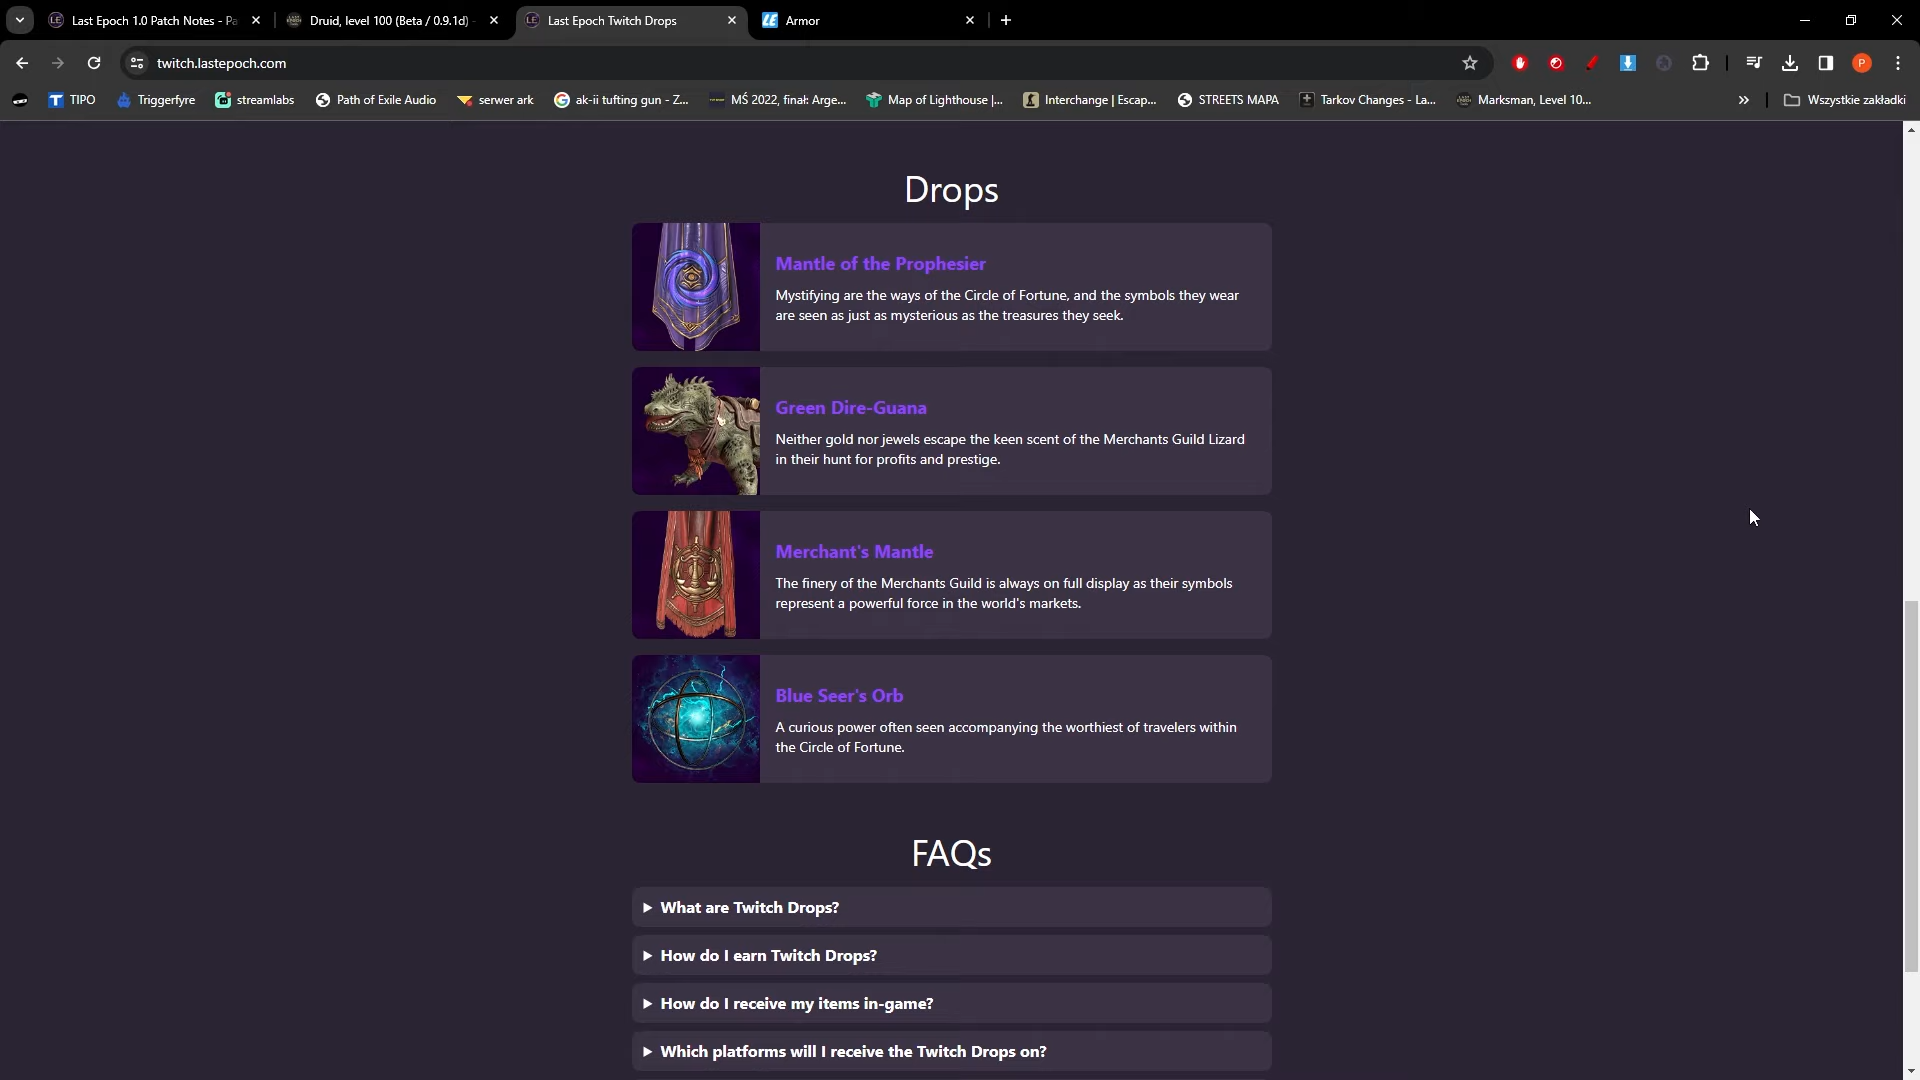 Last Epoch 1.0 Patch Notes - Pa
Druid, level 100 (Beta / 0.9.1d)
Last Epoch Twitch Drops
LE
Armor
twitch.lastepoch.com
P
TIPO
Triggerfyre
streamlabs
Path of Exile Audio
serwer ark
ak-ii tufting gun - Z...
MŚ 2022, finał: Arge...
Map of Lighthouse |...
Interchange | Escap...
STREETS MAPA
Tarkov Changes - La...
Marksman, Level 10...
Wszystkie zakładki
Drops
Mantle of the Prophesier
Mystifying are the ways of the Circle of Fortune, and the symbols they wear
are seen as just as mysterious as the treasures they seek.
Green Dire-Guana
Neither gold nor jewels escape the keen scent of the Merchants Guild Lizard
in their hunt for profits and prestige.
Merchant's Mantle
The finery of the Merchants Guild is always on full display as their symbols
represent a powerful force in the world's markets.
Blue Seer's Orb
A curious power often seen accompanying the worthiest of travelers within
the Circle of Fortune.
FAQs
What are Twitch Drops?
How do I earn Twitch Drops?
How do I receive my items in-game?
Which platforms will I receive the Twitch Drops on?